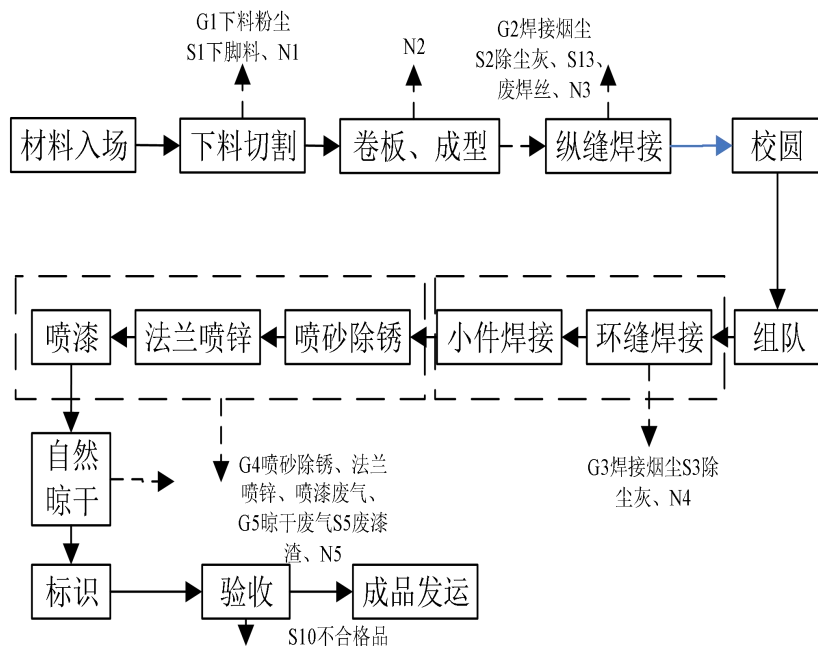 G1下料粉尘
S1下脚料、N1
N2
G2焊接烟尘
S2除尘灰、S13、
废焊丝、N3
材料入场
下料切割
卷板、成型
纵缝焊接
校圆
喷漆
法兰喷锌
喷砂除锈
小件焊接
环缝焊接
组队
自然
晾干
G4喷砂除锈、法兰
喷锌、喷漆废气、
G5晾干废气S5废漆
渣、N5
G3焊接烟尘S3除
尘灰、N4
标识
验收
成品发运
S10不合格品